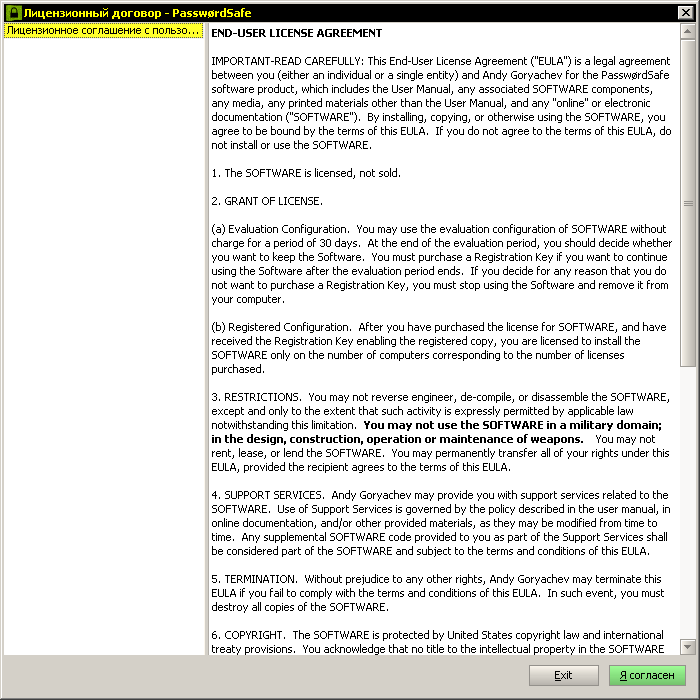 Лицензионный договор - PasswørdSafe
Лицензионное соглашение с пользо...
END-USER LICENSE AGREEMENT
IMPORTANT-READ CAREFULLY: This End-User License Agreement ("EULA") is a legal agreement
between you (either an individual or a single entity) and Andy Goryachev for the PasswørdSafe
software product, which includes the User Manual, any associated SOFTWARE components,
any media, any printed materials other than the User Manual, and any "online" or electronic
documentation ("SOFTWARE").  By installing, copying, or otherwise using the SOFTWARE, you
agree to be bound by the terms of this EULA.  If you do not agree to the terms of this EULA, do
not install or use the SOFTWARE.
1. The SOFTWARE is licensed, not sold.
2. GRANT OF LICENSE.
(a) Evaluation Configuration.  You may use the evaluation configuration of SOFTWARE without
charge for a period of 30 days.  At the end of the evaluation period, you should decide whether
you want to keep the Software.  You must purchase a Registration Key if you want to continue
using the Software after the evaluation period ends.  If you decide for any reason that you do
not want to purchase a Registration Key, you must stop using the Software and remove it from
your computer.
(b) Registered Configuration.  After you have purchased the license for SOFTWARE, and have
received the Registration Key enabling the registered copy, you are licensed to install the
SOFTWARE only on the number of computers corresponding to the number of licenses
purchased.
3. RESTRICTIONS.  You may not reverse engineer, de-compile, or disassemble the SOFTWARE,
except and only to the extent that such activity is expressly permitted by applicable law
notwithstanding this limitation.  You may not use the SOFTWARE in a military domain;
in the design, construction, operation or maintenance of weapons.   You may not
rent, lease, or lend the SOFTWARE.  You may permanently transfer all of your rights under this
EULA, provided the recipient agrees to the terms of this EULA.
4. SUPPORT SERVICES.  Andy Goryachev may provide you with support services related to the
SOFTWARE.  Use of Support Services is governed by the policy described in the user manual, in
online documentation, and/or other provided materials, as they may be modified from time to
time.  Any supplemental SOFTWARE code provided to you as part of the Support Services shall
be considered part of the SOFTWARE and subject to the terms and conditions of this EULA.
5. TERMINATION.  Without prejudice to any other rights, Andy Goryachev may terminate this
EULA if you fail to comply with the terms and conditions of this EULA.  In such event, you must
destroy all copies of the SOFTWARE.
6. COPYRIGHT.  The SOFTWARE is protected by United States copyright law and international
treaty provisions.  You acknowledge that no title to the intellectual property in the SOFTWARE
Exit
Я согласен